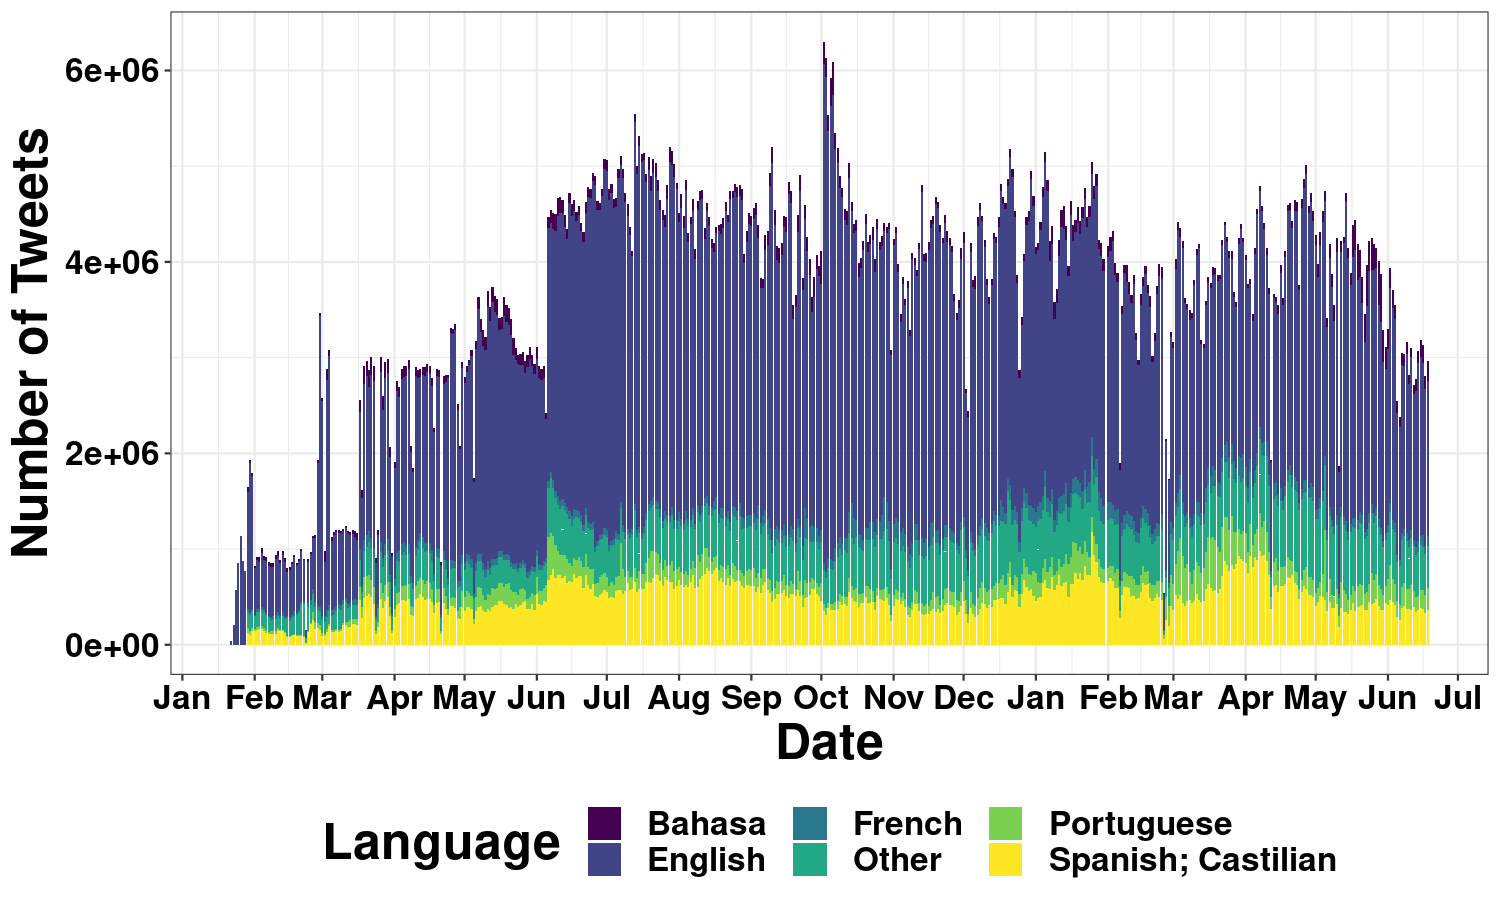 Number of Tweets
6e+06
4e+06
2e+06
0e+00
Jan Feb Mar Apr May Jun Jul Aug Sep Oct Nov Dec Jan Feb Mar Apr May Jun Jul
Date
Language
Bahasa French Portuguese
English Other Spanish; Castilian